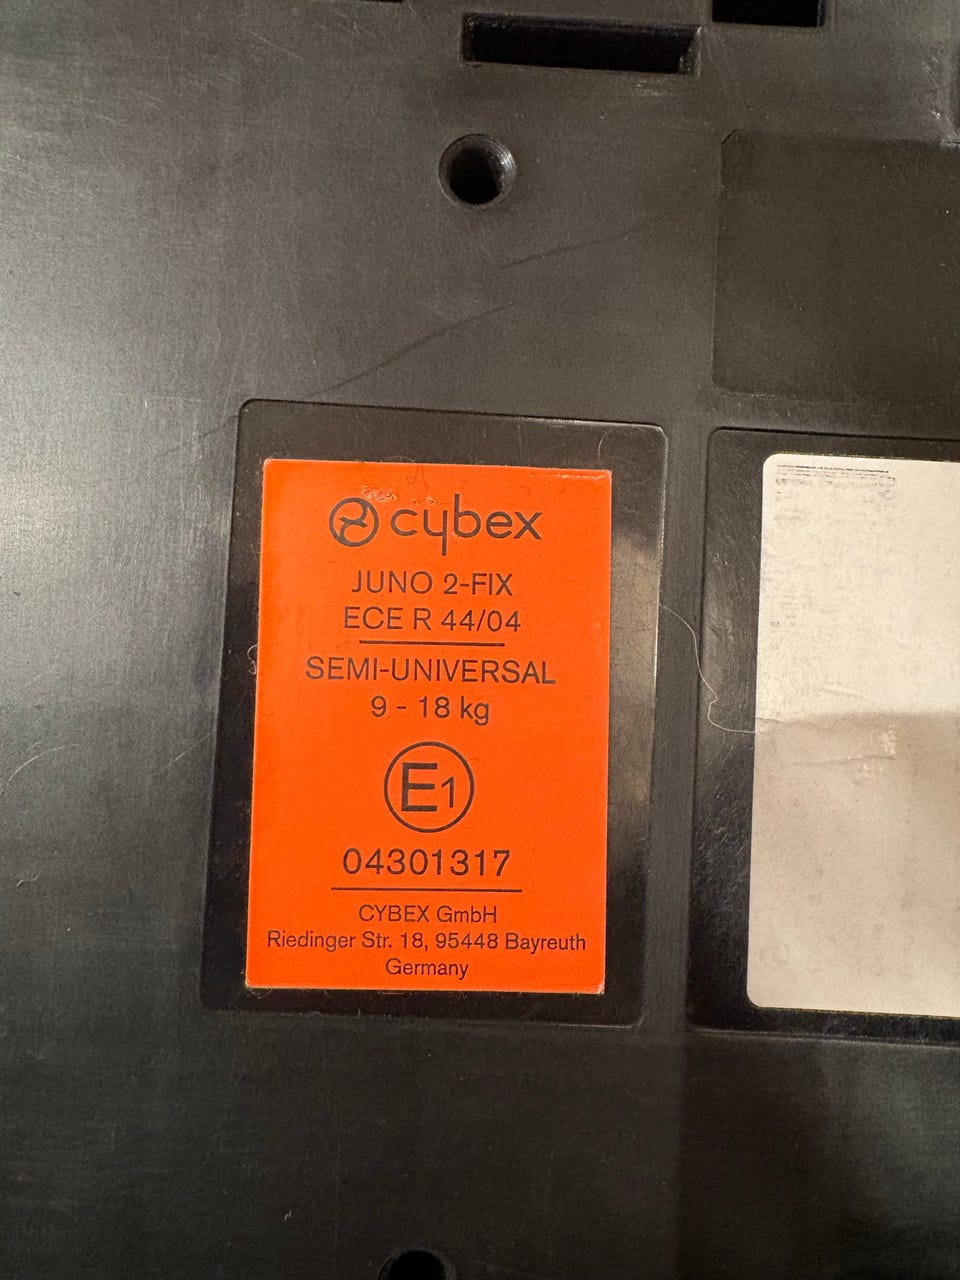 cybex
JUNO 2-FIX
ECE R 44/04
SEMI-UNIVERSAL
9 - 18 kg
E1
04301317
CYBEX GmbH
Riedinger Str. 18, 95448 Bayreuth
Germany